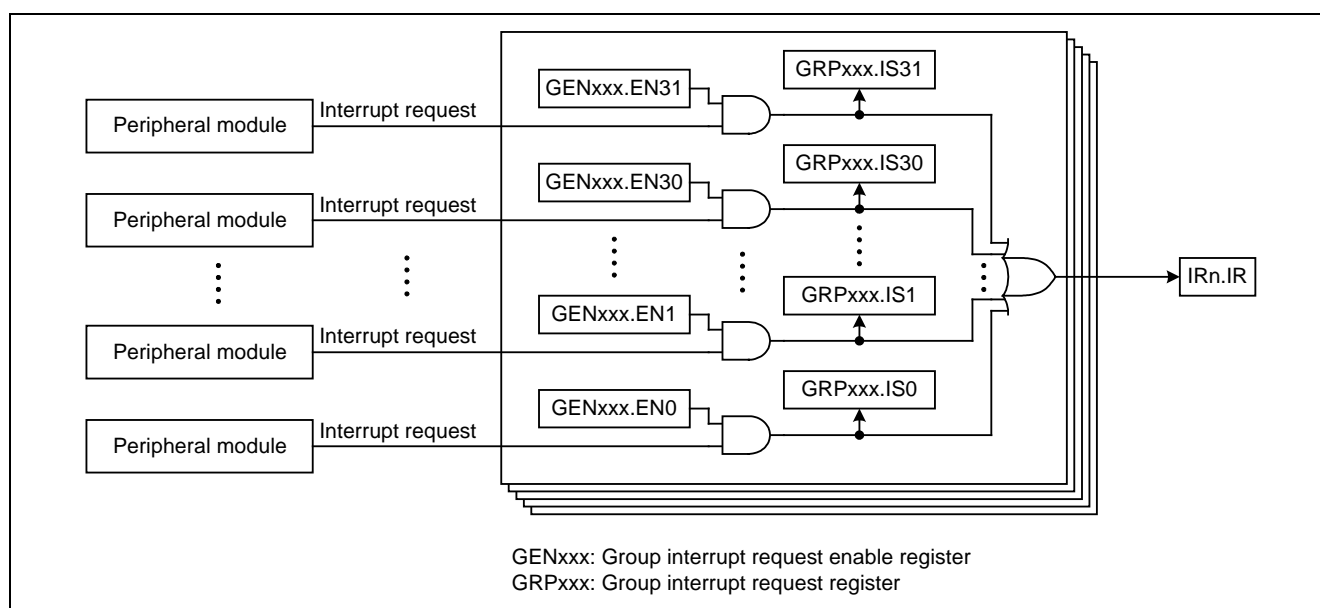 GRPxxx.IS31
GENxxx.EN31
Interrupt request
Peripheral module
GRPxxx.IS30
GENxxx.EN30
Interrupt request
Peripheral module
IRn.IR
GRPxxx.IS1
GENxxx.EN1
Interrupt request
Peripheral module
GRPxxx.IS0
GENxxx.EN0
Interrupt request
Peripheral module
GENxxx: Group interrupt request enable register
GRPxxx: Group interrupt request register